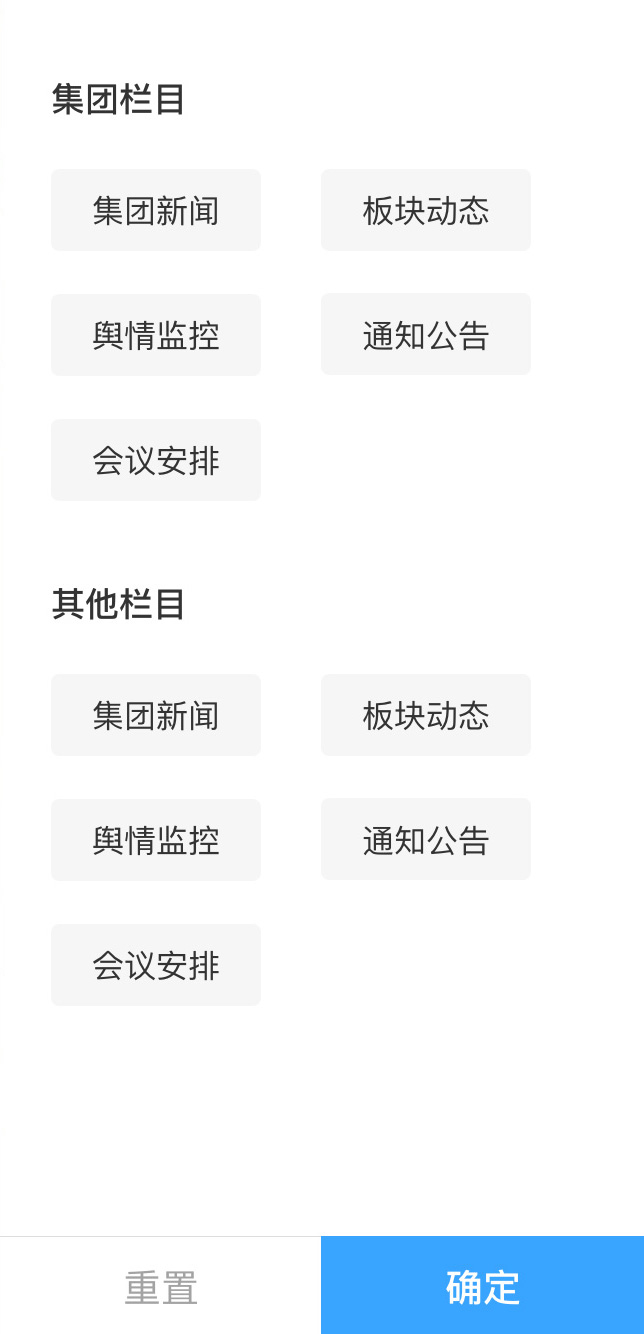 集团栏目
集团新闻
板块动态
舆情监控
通知公告
会议安排
其他栏目
集团新闻
板块动态
舆情监控
通知公告
会议安排
重置
确定